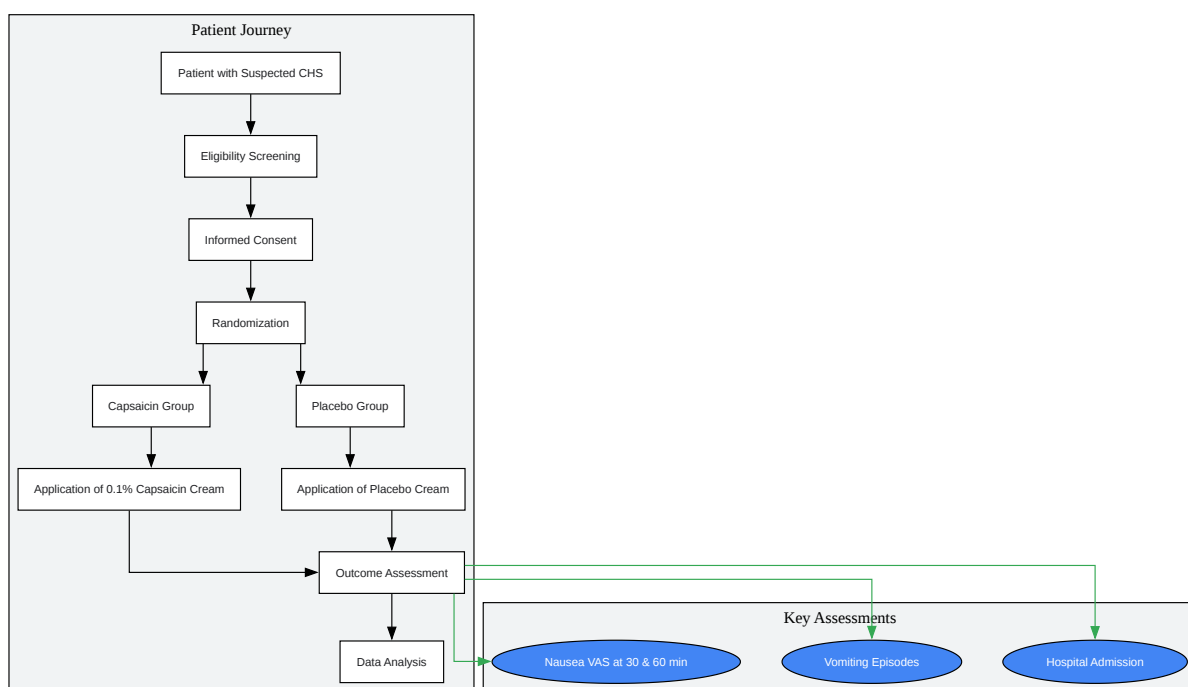 Patient Journey
Patient with Suspected CHS
Eligibility Screening
Informed Consent
Randomization
Capsaicin Group
Placebo Group
Application of 0.1% Capsaicin Cream
Application of Placebo Cream
Outcome Assessment
Key Assessments
Data Analysis
Nausea VAS at 30 & 60 min
Vomiting Episodes
Hospital Admission